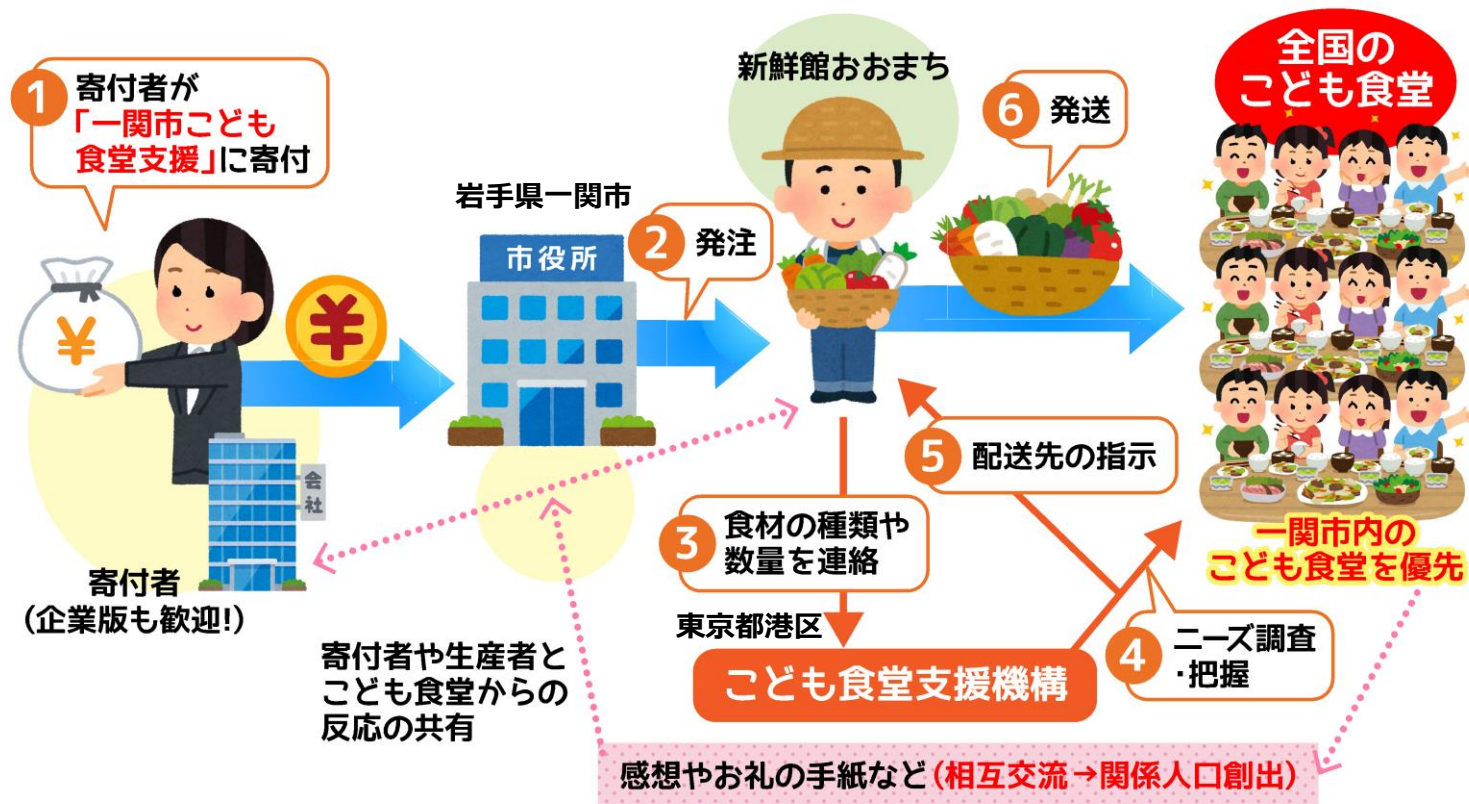 1
寄付者が
「一関市こども
食堂支援」に寄付
岩手県一関市
市役所
2
発注
新鮮館おおまち
6
発送
全国の
こども食堂
会社
寄付者
(企業版も歓迎!)
3
食材の種類や
数量を連絡
5
配送先の指示
一関市内の
こども食堂を優先
東京都港区
こども食堂支援機構
4
ニーズ調査
・把握
寄付者や生産者と
こども食堂からの
反応の共有
感想やお礼の手紙など(相互交流→関係人口創出)